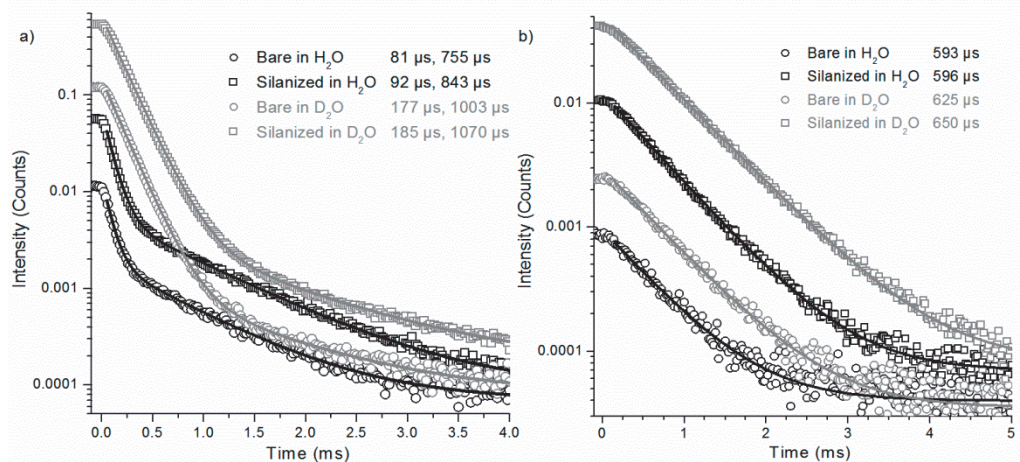 a)
Bare in H₂O 81 µs, 755 µs
Silanized in H₂O 92 µs, 843 µs
Bare in D₂O 177 µs, 1003 µs
Silanized in D₂O 185 µs, 1070 µs
Intensity (Counts)
0.1
0.01
0.001
0.0001
0.0 0.5 1.0 1.5 2.0 2.5 3.0 3.5 4.0
Time (ms)
b)
Bare in H₂O 593 µs
Silanized in H₂O 596 µs
Bare in D₂O 625 µs
Silanized in D₂O 650 µs
Intensity (Counts)
0.01
0.001
0.0001
0 1 2 3 4 5
Time (ms)